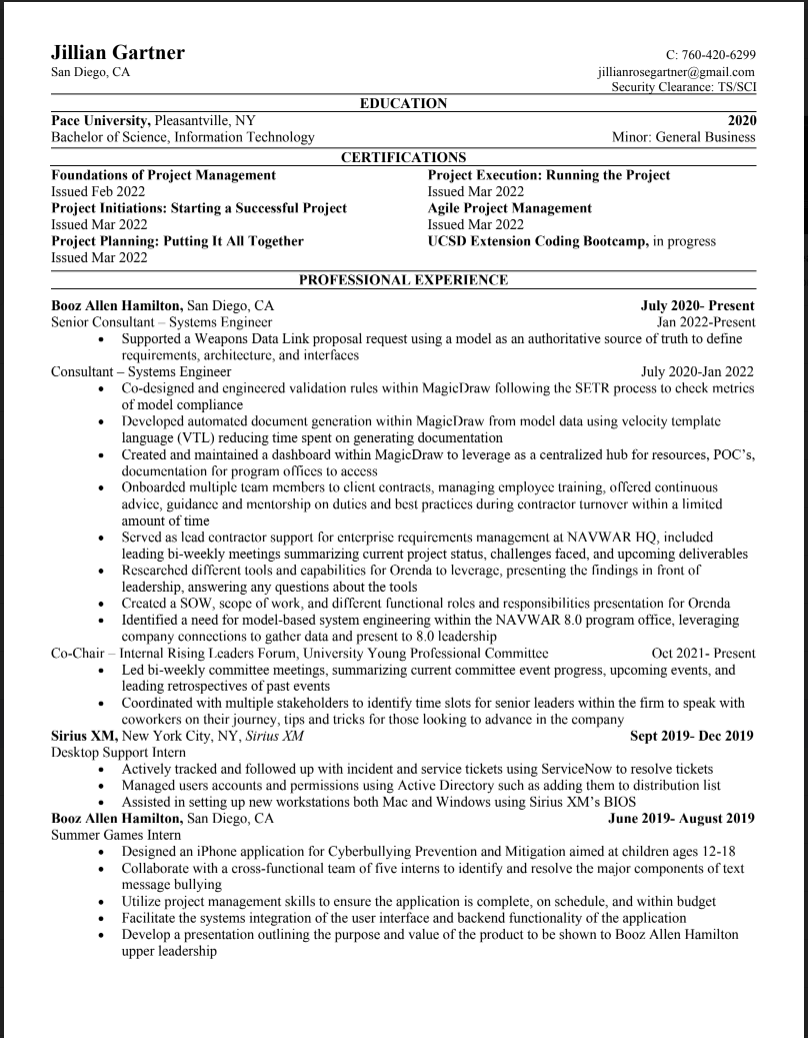 Jillian Gartner
C: 760-420-6299
San Diego, CA
jillianrosegartner@gmail.com
Security Clearance: TS/SCI
EDUCATION
Pace University, Pleasantville, NY 2020
Bachelor of Science, Information Technology Minor: General Business
CERTIFICATIONS
Foundations of Project Management Project Execution: Running the Project
Issued Feb 2022 Issued Mar 2022
Project Initiations: Starting a Successful Project Agile Project Management
Issued Mar 2022 Issued Mar 2022
Project Planning: Putting It All Together UCSD Extension Coding Bootcamp, in progress
Issued Mar 2022
PROFESSIONAL EXPERIENCE
Booz Allen Hamilton, San Diego, CA July 2020- Present
Senior Consultant – Systems Engineer Jan 2022-Present
• Supported a Weapons Data Link proposal request using a model as an authoritative source of truth to define
requirements, architecture, and interfaces
Consultant – Systems Engineer July 2020-Jan 2022
• Co-designed and engineered validation rules within MagicDraw following the SETR process to check metrics
of model compliance
• Developed automated document generation within MagicDraw from model data using velocity template
language (VTL) reducing time spent on generating documentation
• Created and maintained a dashboard within MagicDraw to leverage as a centralized hub for resources, POC’s,
documentation for program offices to access
• Onboarded multiple team members to client contracts, managing employee training, offered continuous
advice, guidance and mentorship on duties and best practices during contractor turnover within a limited
amount of time
• Served as lead contractor support for enterprise requirements management at NAVWAR HQ, included
leading bi-weekly meetings summarizing current project status, challenges faced, and upcoming deliverables
• Researched different tools and capabilities for Orenda to leverage, presenting the findings in front of
leadership, answering any questions about the tools
• Created a SOW, scope of work, and different functional roles and responsibilities presentation for Orenda
• Identified a need for model-based system engineering within the NAVWAR 8.0 program office, leveraging
company connections to gather data and present to 8.0 leadership
Co-Chair – Internal Rising Leaders Forum, University Young Professional Committee Oct 2021- Present
• Led bi-weekly committee meetings, summarizing current committee event progress, upcoming events, and
leading retrospectives of past events
• Coordinated with multiple stakeholders to identify time slots for senior leaders within the firm to speak with
coworkers on their journey, tips and tricks for those looking to advance in the company
Sirius XM, New York City, NY, Sirius XM Sept 2019- Dec 2019
Desktop Support Intern
• Actively tracked and followed up with incident and service tickets using ServiceNow to resolve tickets
• Managed users accounts and permissions using Active Directory such as adding them to distribution list
• Assisted in setting up new workstations both Mac and Windows using Sirius XM’s BIOS
Booz Allen Hamilton, San Diego, CA June 2019- August 2019
Summer Games Intern
• Designed an iPhone application for Cyberbullying Prevention and Mitigation aimed at children ages 12-18
• Collaborate with a cross-functional team of five interns to identify and resolve the major components of text
message bullying
• Utilize project management skills to ensure the application is complete, on schedule, and within budget
• Facilitate the systems integration of the user interface and backend functionality of the application
• Develop a presentation outlining the purpose and value of the product to be shown to Booz Allen Hamilton
upper leadership